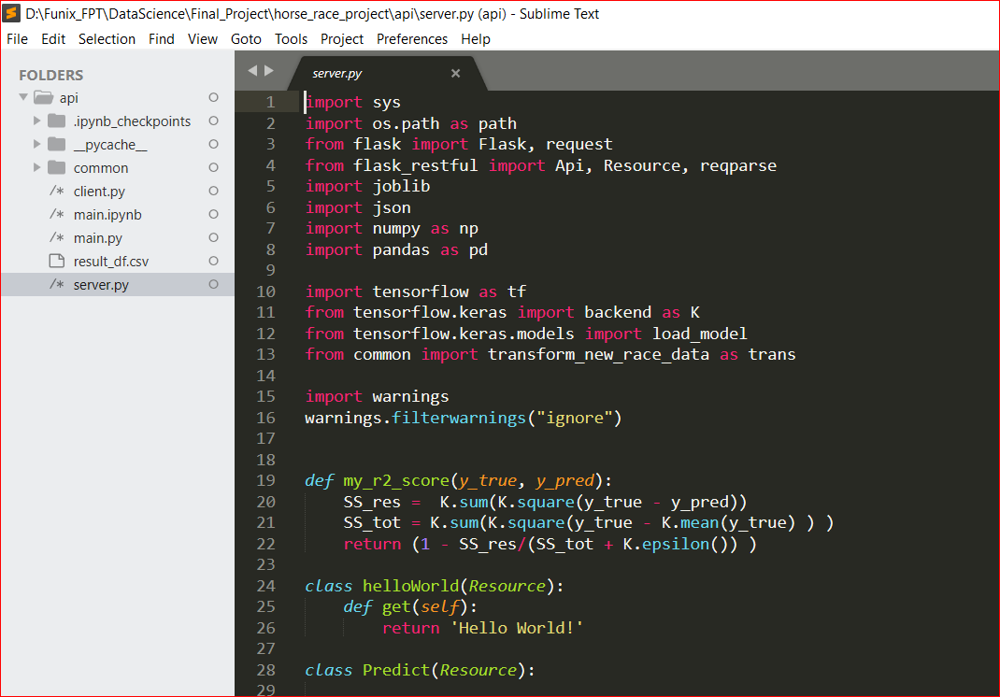 D:\Funix_FPT\DataScience\Final_Project\horse_race_project\api\server.py (api) - Sublime Text
File Edit Selection Find View Goto Tools Project Preferences Help
FOLDERS
api
.ipynb_checkpoints
__pycache__
common
/* client.py
/* main.ipynb
/* main.py
result_df.csv
/* server.py
server.py ×
1 import sys
2 import os.path as path
3 from flask import Flask, request
4 from flask_restful import Api, Resource, reqparse
5 import joblib
6 import json
7 import numpy as np
8 import pandas as pd
9
10 import tensorflow as tf
11 from tensorflow.keras import backend as K
12 from tensorflow.keras.models import load_model
13 from common import transform_new_race_data as trans
14
15 import warnings
16 warnings.filterwarnings("ignore")
17
18
19 def my_r2_score(y_true, y_pred):
20     SS_res =  K.sum(K.square(y_true - y_pred))
21     SS_tot = K.sum(K.square(y_true - K.mean(y_true) ) )
22     return (1 - SS_res/(SS_tot + K.epsilon()) )
23
24 class helloWorld(Resource):
25     def get(self):
26         return 'Hello World!'
27
28 class Predict(Resource):
29